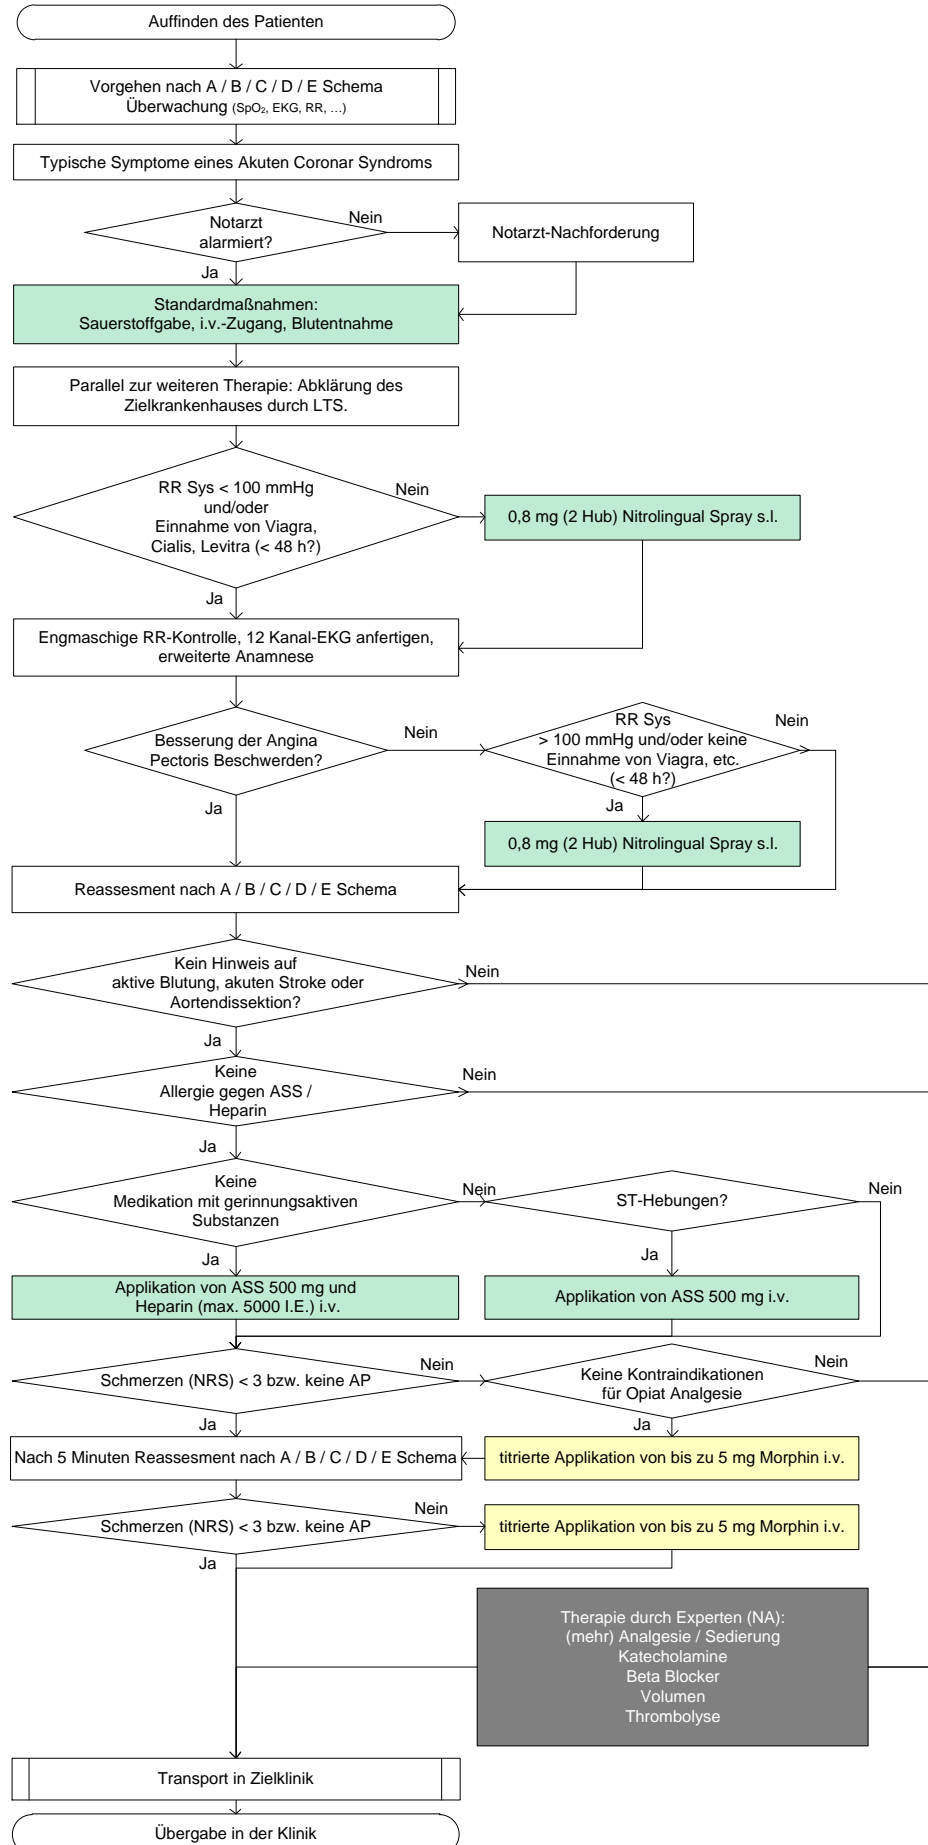 Auffinden des Patienten
Vorgehen nach A / B / C / D / E Schema
Überwachung (SpO₂, EKG, RR, ...)
Typische Symptome eines Akuten Coronar Syndroms
Notarzt
alarmiert?
Nein
Notarzt-Nachforderung
Ja
Standardmaßnahmen:
Sauerstoffgabe, i.v.-Zugang, Blutentnahme
Parallel zur weiteren Therapie: Abklärung des
Zielkrankenhauses durch LTS.
RR Sys < 100 mmHg
und/oder
Einnahme von Viagra,
Cialis, Levitra (< 48 h?)
Nein
0,8 mg (2 Hub) Nitrolingual Spray s.l.
Ja
Engmaschige RR-Kontrolle, 12 Kanal-EKG anfertigen,
erweiterte Anamnese
Besserung der Angina
Pectoris Beschwerden?
Nein
RR Sys
> 100 mmHg und/oder keine
Einnahme von Viagra, etc.
(< 48 h?)
Nein
Ja
Ja
0,8 mg (2 Hub) Nitrolingual Spray s.l.
Reassesment nach A / B / C / D / E Schema
Kein Hinweis auf
aktive Blutung, akuten Stroke oder
Aortendissektion?
Nein
Ja
Keine
Allergie gegen ASS /
Heparin
Nein
Ja
Keine
Medikation mit gerinnungsaktiven
Substanzen
Nein
ST-Hebungen?
Nein
Ja
Ja
Applikation von ASS 500 mg und
Heparin (max. 5000 I.E.) i.v.
Applikation von ASS 500 mg i.v.
Schmerzen (NRS) < 3 bzw. keine AP
Nein
Keine Kontraindikationen
für Opiat Analgesie
Nein
Ja
Ja
Nach 5 Minuten Reassesment nach A / B / C / D / E Schema
titrierte Applikation von bis zu 5 mg Morphin i.v.
Schmerzen (NRS) < 3 bzw. keine AP
Nein
titrierte Applikation von bis zu 5 mg Morphin i.v.
Ja
Therapie durch Experten (NA):
(mehr) Analgesie / Sedierung
Katecholamine
Beta Blocker
Volumen
Thrombolyse
Transport in Zielklinik
Übergabe in der Klinik